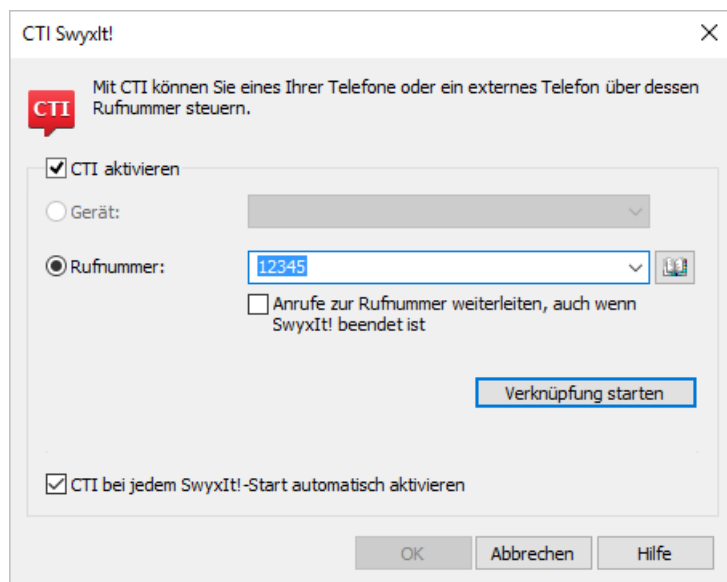 CTI SwyxIt!
CTI
Mit CTI können Sie eines Ihrer Telefone oder ein externes Telefon über dessen
Rufnummer steuern.
CTI aktivieren
Gerät:
Rufnummer:
12345
Anrufe zur Rufnummer weiterleiten, auch wenn
SwyxIt! beendet ist
Verknüpfung starten
CTI bei jedem SwyxIt!-Start automatisch aktivieren
OK
Abbrechen
Hilfe